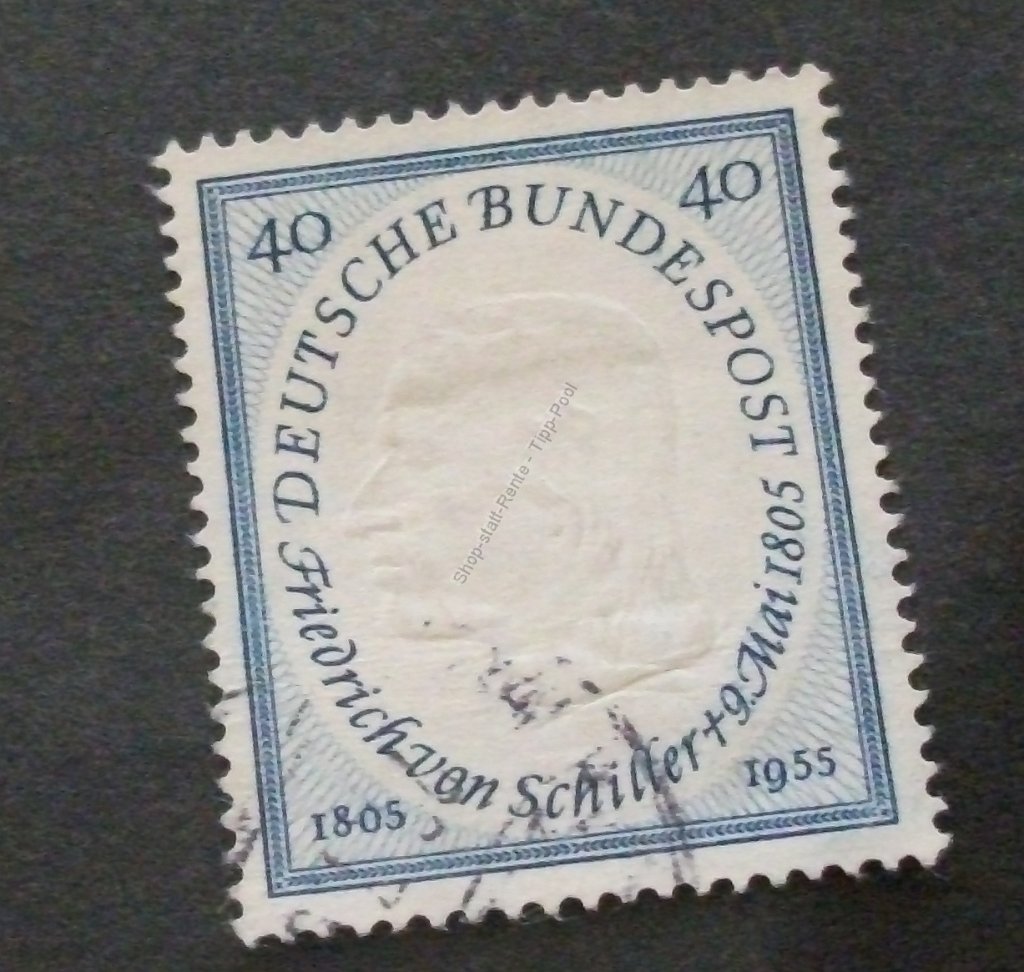 40
40
DEUTSCHE BUNDESPOST
Friedrich von Schiller + 9. Mai 1805
1805
1955
Shop-statt-Rente - Tipp-Pool